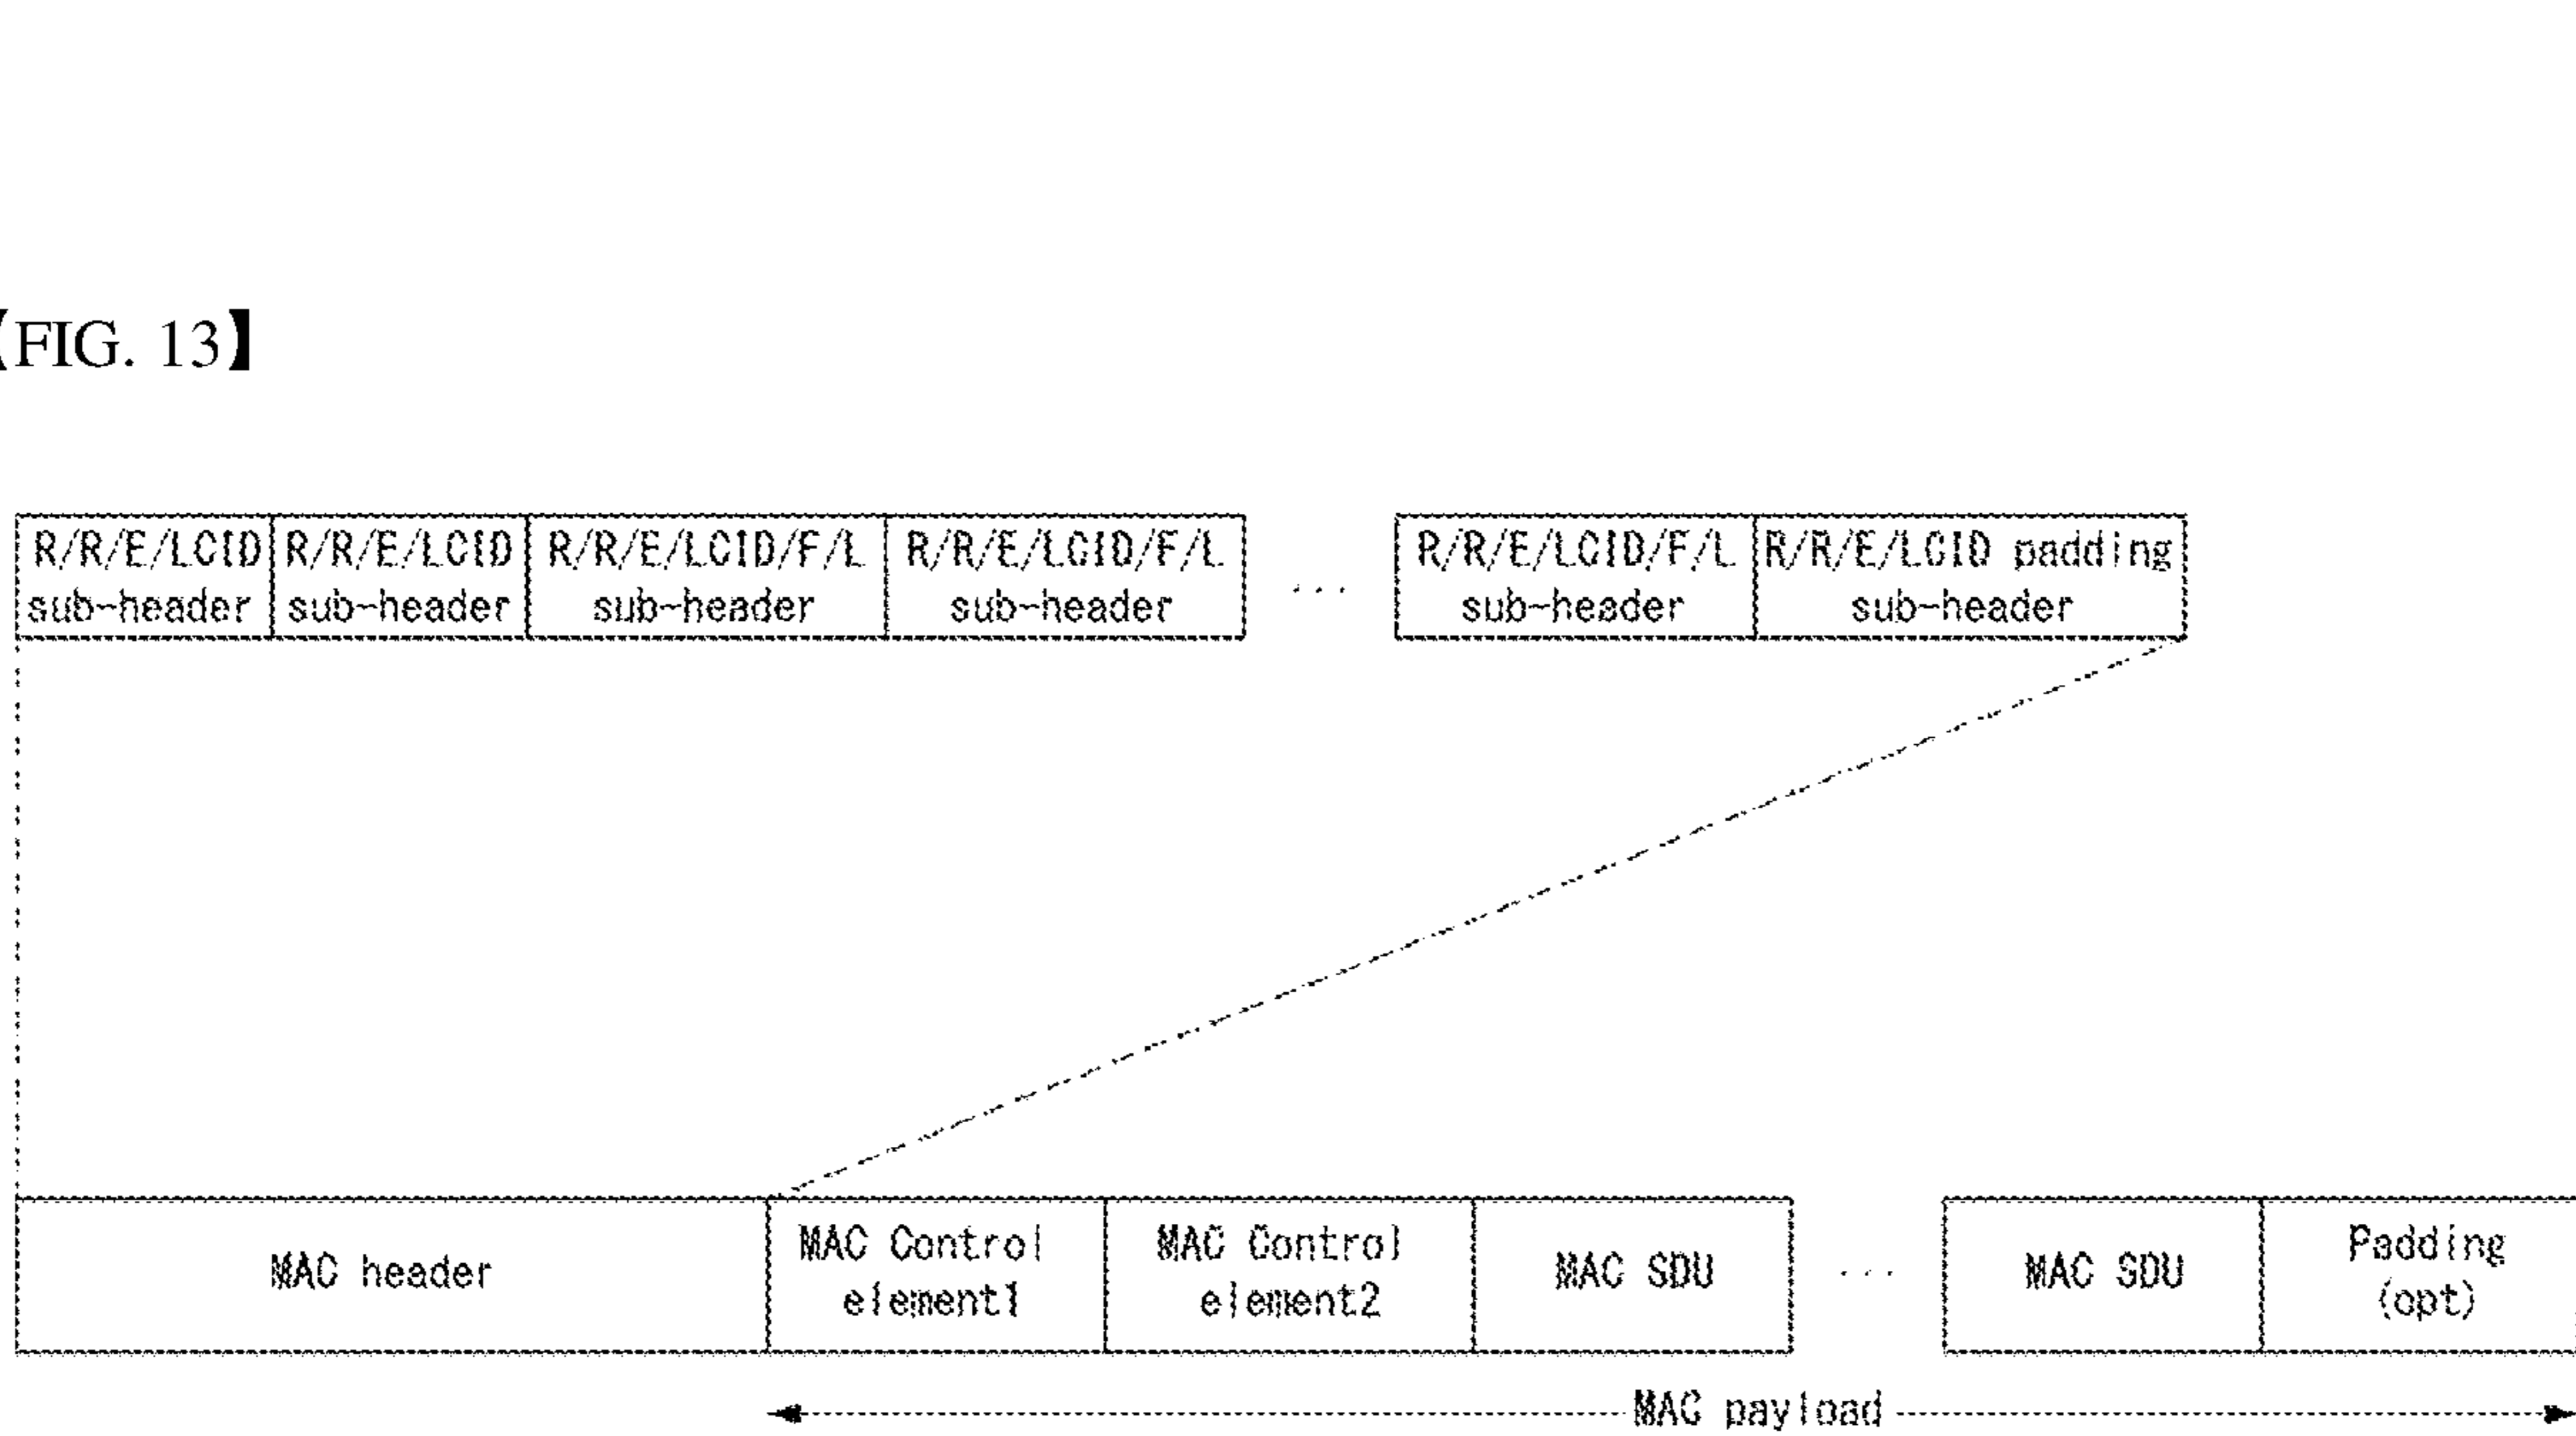 【FIG. 13】
R/R/E/LCID R/R/E/LCID R/R/E/LCID/F/L R/R/E/LCID/F/L ... R/R/E/LCID/F/L R/R/E/LCID padding
sub-header sub-header sub-header sub-header sub-header sub-header
MAC header
MAC Control
element1
MAC Control
element2
MAC SDU
...
MAC SDU
Padding
(opt)
MAC payload